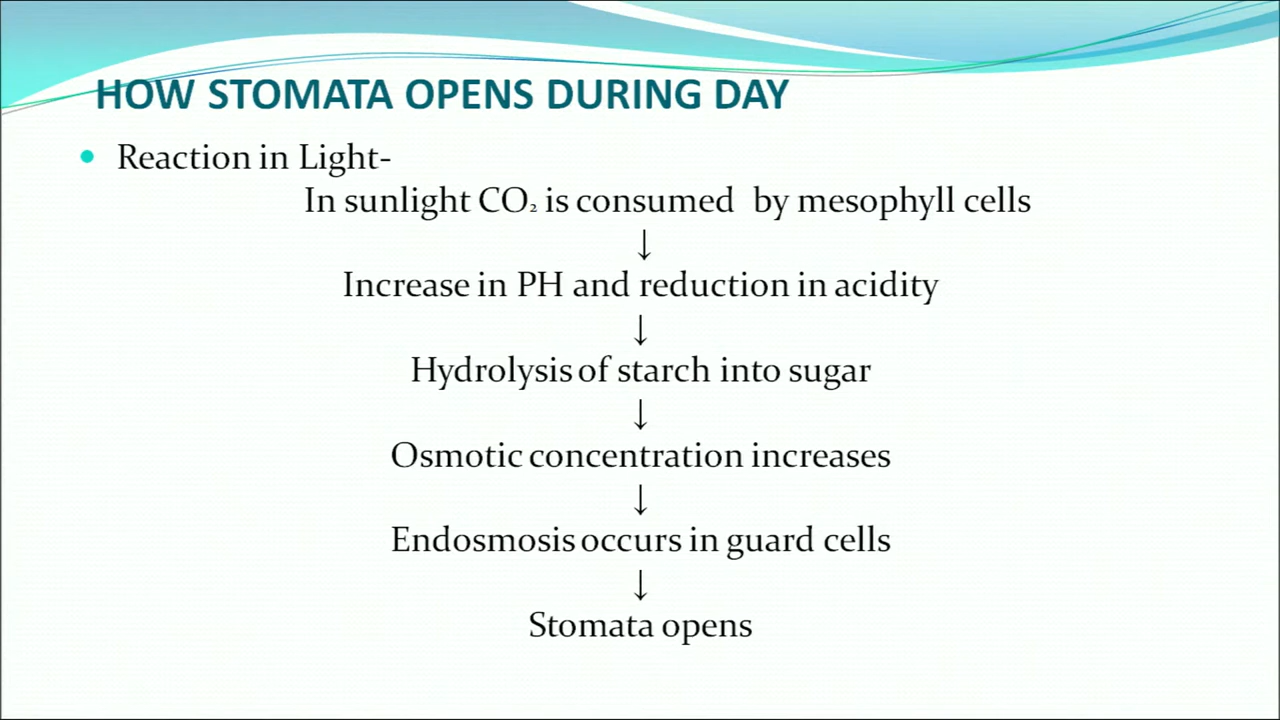 HOW STOMATA OPENS DURING DAY
• Reaction in Light-
In sunlight CO₂ is consumed by mesophyll cells
↓
Increase in PH and reduction in acidity
↓
Hydrolysis of starch into sugar
↓
Osmotic concentration increases
↓
Endosmosis occurs in guard cells
↓
Stomata opens